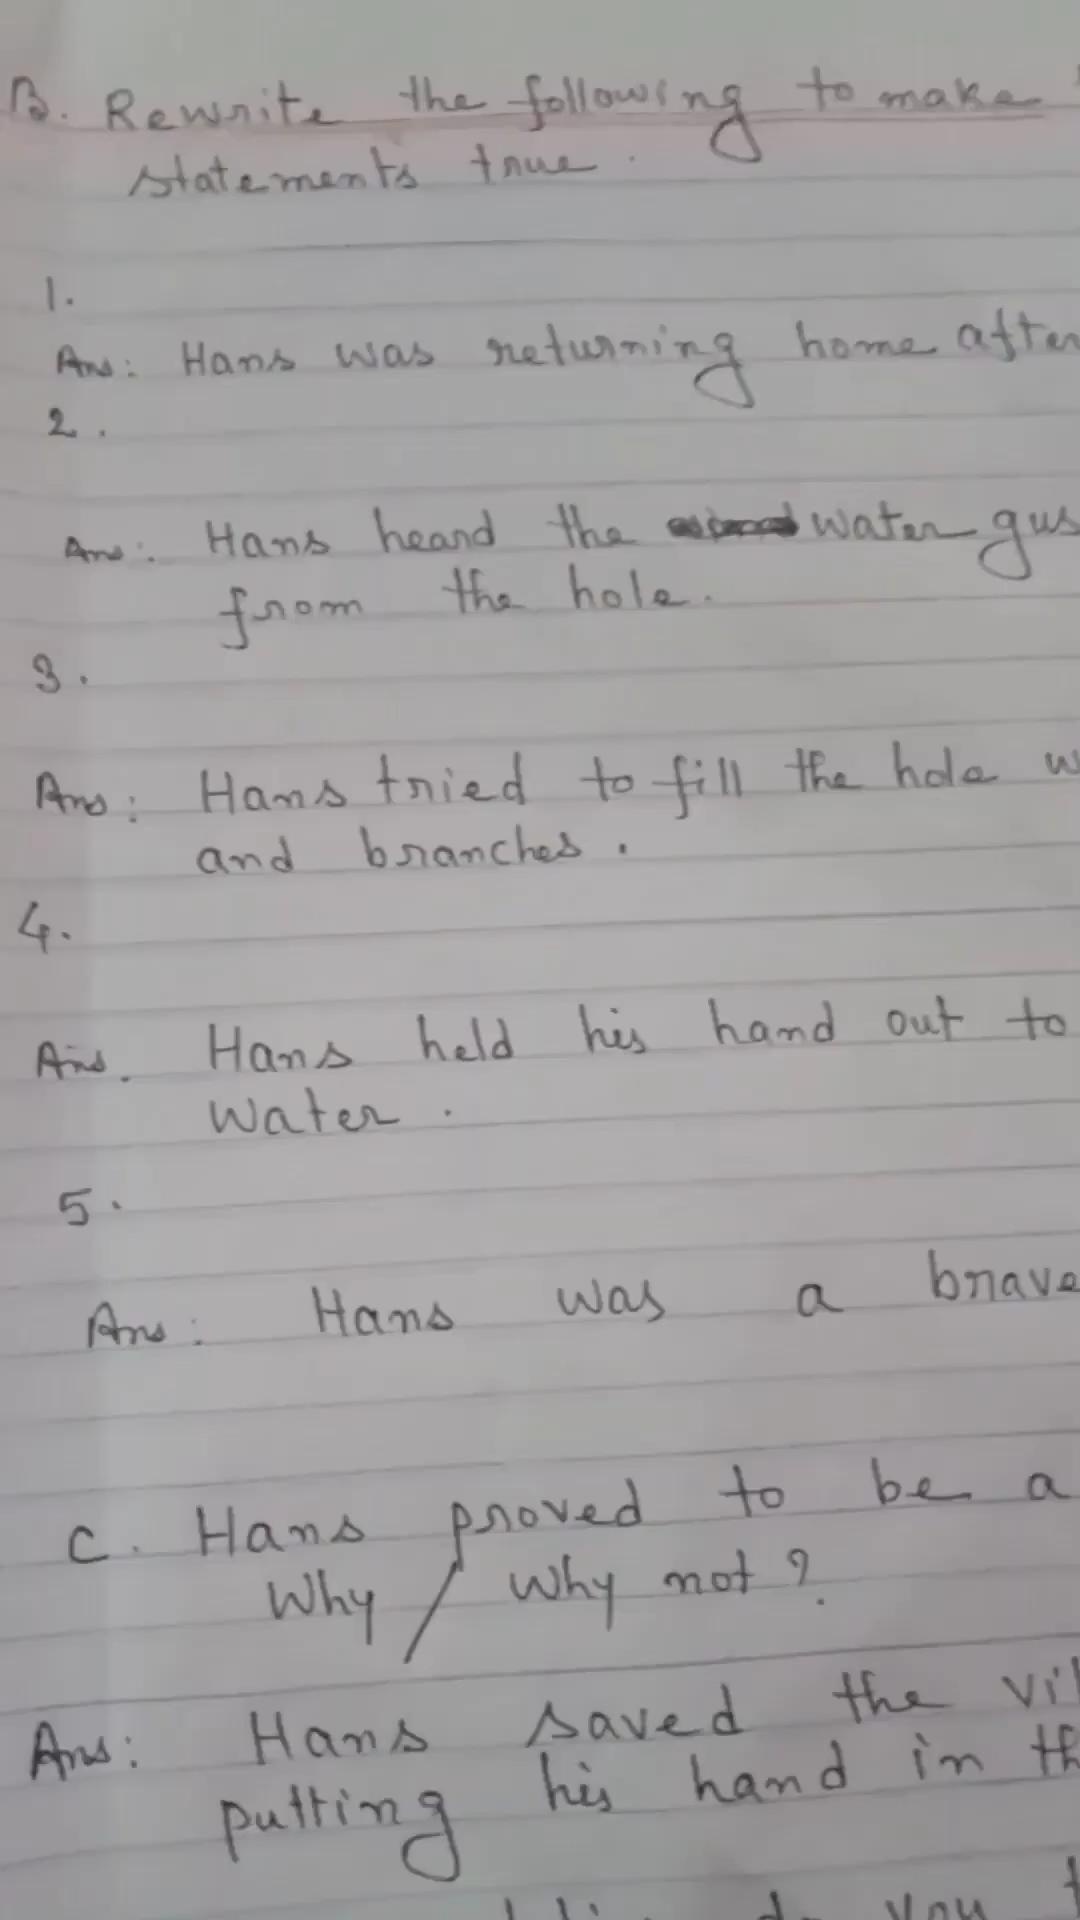 B. Rewrite the following to make
statements true.
1.
Ans: Hans was returning home after
2.
Ans: Hans heard the water gus
from the hole.
3.
Ans: Hans tried to fill the hole w
and branches.
4.
Ans. Hans held his hand out to
Water.
5.
Ans: Hans was a brave
C. Hans proved to be a
Why / Why not?
Ans: Hans saved the vil
putting his hand in th
you